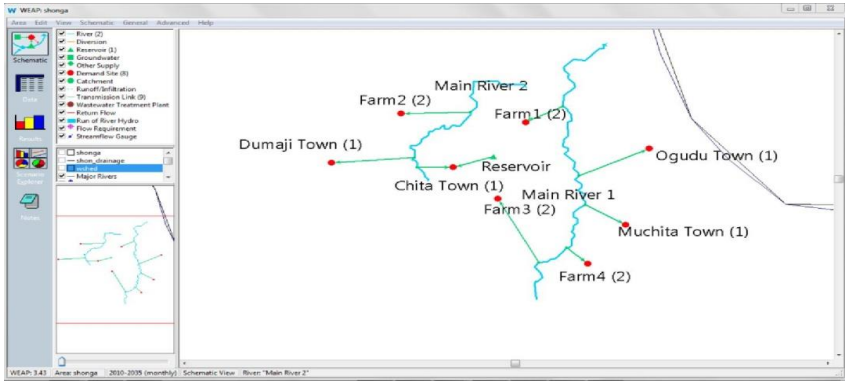 W WEAP: shonga
Area Edit View Schematic General Advanced Help
Schematic
Data
Results
Scenario Explorer
Notes
River (2)
Diversion
Reservoir (1)
Groundwater
Other Supply
Demand Site (8)
Catchment
Runoff/Infiltration
Transmission Link (9)
Wastewater Treatment Plant
Return Flow
Run of River Hydro
Flow Requirement
Streamflow Gauge
shonga
shon_drainage
Major Rivers
Main River 2
Farm2 (2)
Farm1 (2)
Dumaji Town (1)
Reservoir
Ogudu Town (1)
Chita Town (1)
Main River 1
Farm3 (2)
Muchita Town (1)
Farm4 (2)
WEAP: 3.43 Area: shonga 2010-2035 (monthly) Schematic View River: "Main River 2"